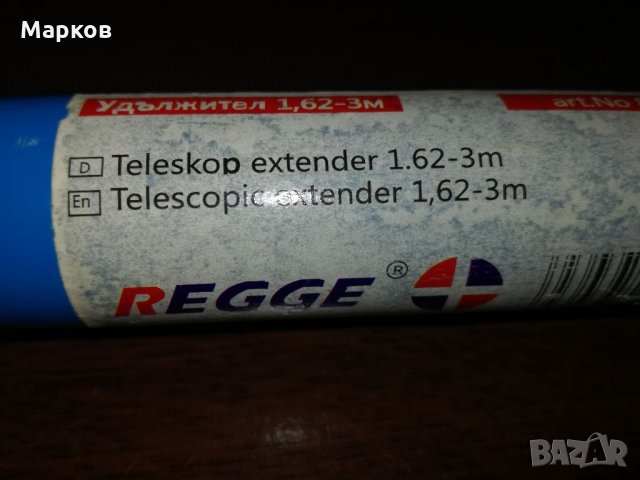 Марков
Удължител 1,62-3м art.No
D Teleskop extender 1.62-3m
En Telescopic extender 1,62-3m
REGGE ®
BAZAR